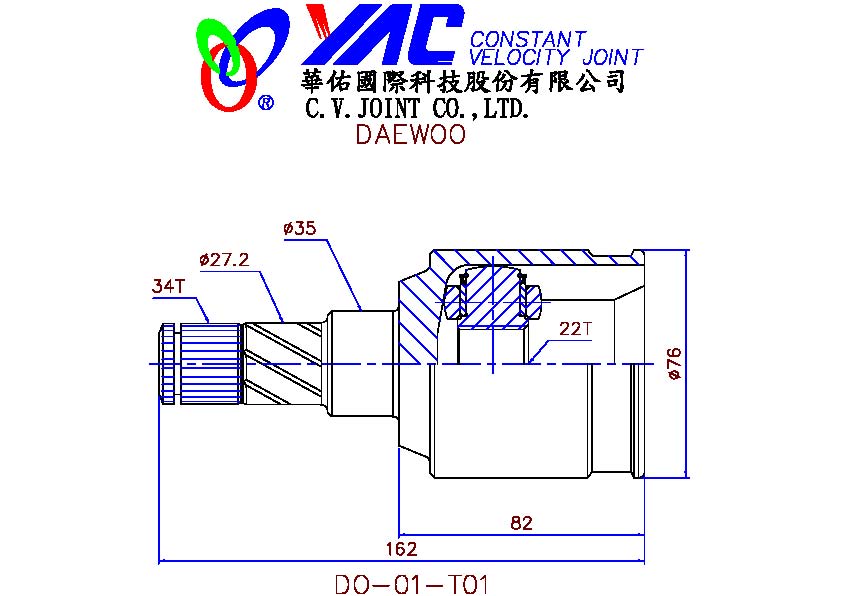 YAC CONSTANT
VELOCITY JOINT
®
華佑國際科技股份有限公司
C.V.JOINT CO.,LTD.
DAEWOO
ø35
ø27.2
34T
22T
ø76
82
162
DO-01-T01